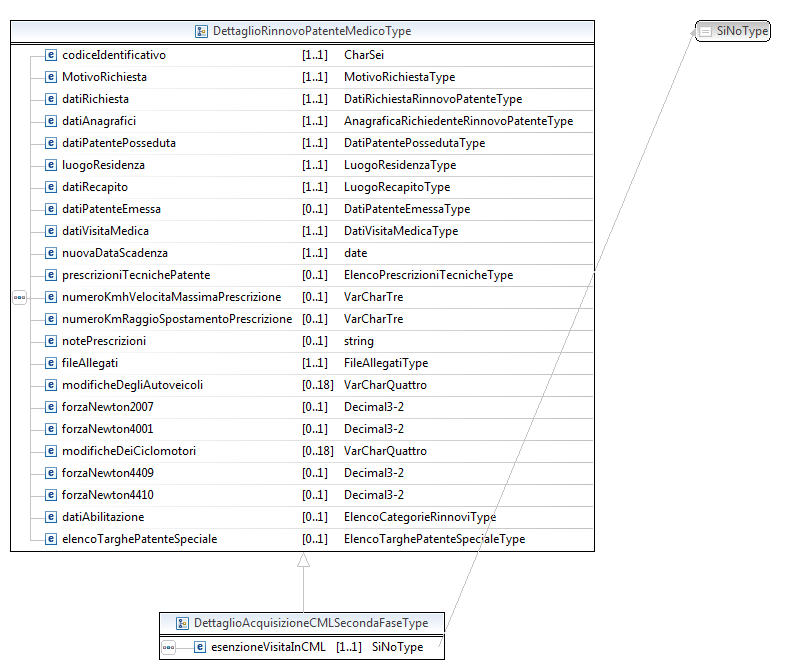 DettaglioRinnovoPatenteMedicoType
SiNoType
codiceIdentificativo [1..1] CharSei
MotivoRichiesta [1..1] MotivoRichiestaType
datiRichiesta [1..1] DatiRichiestaRinnovoPatenteType
datiAnagrafici [1..1] AnagraficaRichiedenteRinnovoPatenteType
datiPatentePosseduta [1..1] DatiPatentePossedutaType
luogoResidenza [1..1] LuogoResidenzaType
datiRecapito [1..1] LuogoRecapitoType
datiPatenteEmessa [0..1] DatiPatenteEmessaType
datiVisitaMedica [1..1] DatiVisitaMedicaType
nuovaDataScadenza [1..1] date
prescrizioniTecnichePatente [0..1] ElencoPrescrizioniTecnicheType
numeroKmhVelocitaMassimaPrescrizione [0..1] VarCharTre
numeroKmRaggioSpostamentoPrescrizione [0..1] VarCharTre
notePrescrizioni [0..1] string
fileAllegati [1..1] FileAllegatiType
modificheDegliAutoveicoli [0..18] VarCharQuattro
forzaNewton2007 [0..1] Decimal3-2
forzaNewton4001 [0..1] Decimal3-2
modificheDeiCiclomotori [0..18] VarCharQuattro
forzaNewton4409 [0..1] Decimal3-2
forzaNewton4410 [0..1] Decimal3-2
datiAbilitazione [0..1] ElencoCategorieRinnoviType
elencoTarghePatenteSpeciale [0..1] ElencoTarghePatenteSpecialeType
DettaglioAcquisizioneCMLSecondaFaseType
esenzioneVisitaInCML [1..1] SiNoType